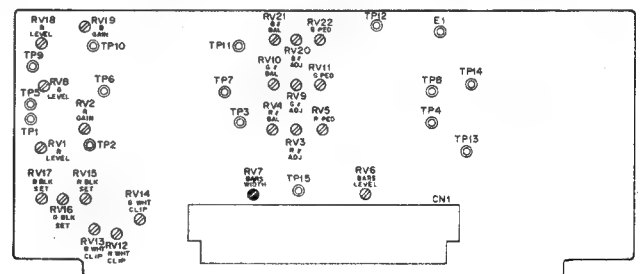 RV18
B LEVEL
RV19
B GAIN
TP10
TP9
RV8
G LEVEL
TP6
TP5
TP1
RV2
R GAIN
RV1
R LEVEL
TP2
RV17
B BLK SET
RV15
R BLK SET
RV16
G BLK SET
RV14
G WHT CLIP
RV13
B WHT CLIP
RV12
R WHT CLIP
RV21
B γ BAL
RV22
B PED
TP12
E1
TP11
RV20
B γ ADJ
RV10
G γ BAL
RV11
G PED
TP7
RV9
G γ ADJ
TP8
TP14
TP3
RV4
R γ BAL
RV5
R PED
TP4
RV3
R γ ADJ
TP13
RV7
BARS WIDTH
TP15
RV6
BARS LEVEL
CN1